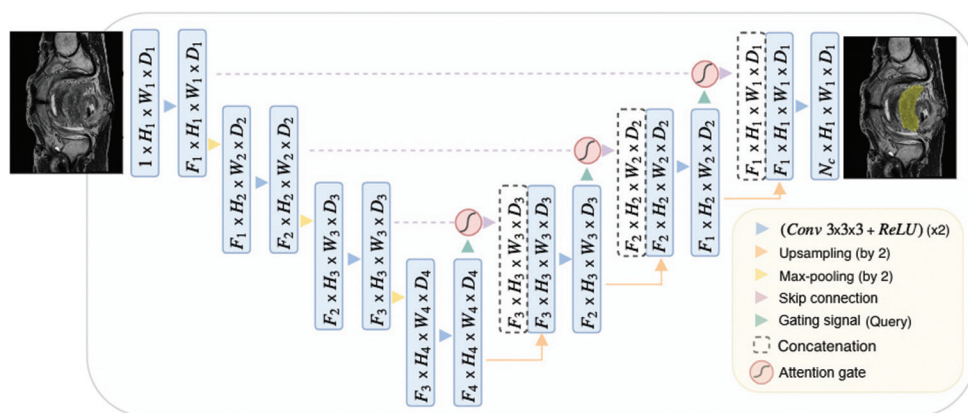 1 x H₁ x W₁ x D₁
F₁ x H₁ x W₁ x D₁
F₁ x H₂ x W₂ x D₂
F₂ x H₂ x W₂ x D₂
F₂ x H₃ x W₃ x D₃
F₃ x H₃ x W₃ x D₃
F₃ x H₄ x W₄ x D₄
F₄ x H₄ x W₄ x D₄
F₃ x H₃ x W₃ x D₃
F₃ x H₃ x W₃ x D₃
F₂ x H₃ x W₃ x D₃
F₂ x H₂ x W₂ x D₂
F₂ x H₂ x W₂ x D₂
F₁ x H₂ x W₂ x D₂
F₁ x H₁ x W₁ x D₁
F₁ x H₁ x W₁ x D₁
N_c x H₁ x W₁ x D₁
(Conv 3x3x3 + ReLU) (x2)
Upsampling (by 2)
Max-pooling (by 2)
Skip connection
Gating signal (Query)
Concatenation
Attention gate